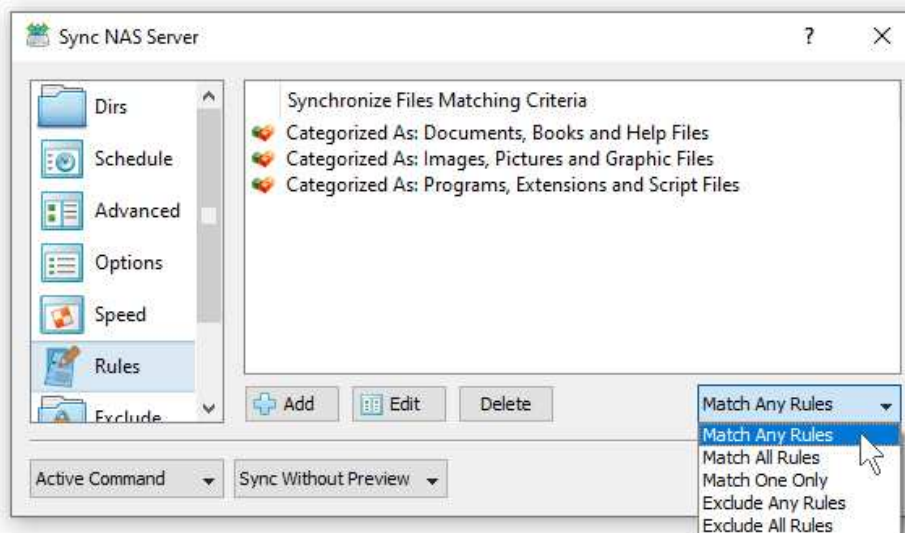 Sync NAS Server
?
Dirs
Schedule
Advanced
Options
Speed
Rules
Exclude
Synchronize Files Matching Criteria
Categorized As: Documents, Books and Help Files
Categorized As: Images, Pictures and Graphic Files
Categorized As: Programs, Extensions and Script Files
Add
Edit
Delete
Match Any Rules
Match Any Rules
Match All Rules
Match One Only
Exclude Any Rules
Exclude All Rules
Active Command
Sync Without Preview